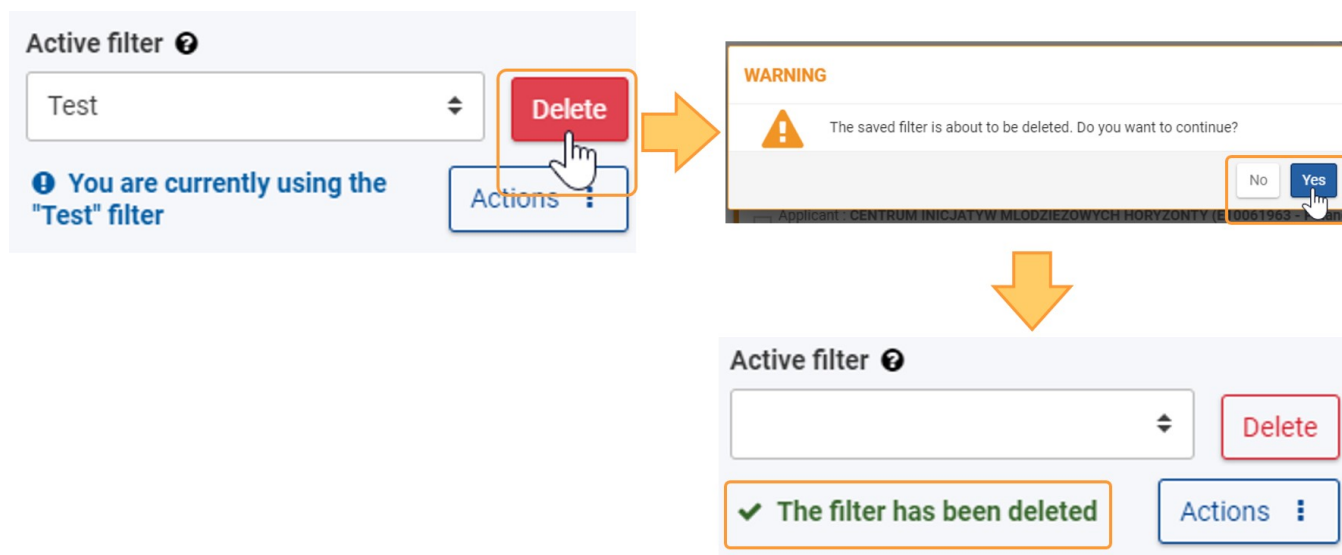 Active filter
Test
Delete
You are currently using the
"Test" filter
Actions
WARNING
The saved filter is about to be deleted. Do you want to continue?
No
Yes
Applicant : CENTRUM INICJATYW MLODZIEZOWYCH HORYZONTY (E10061963 -
Active filter
Delete
The filter has been deleted
Actions